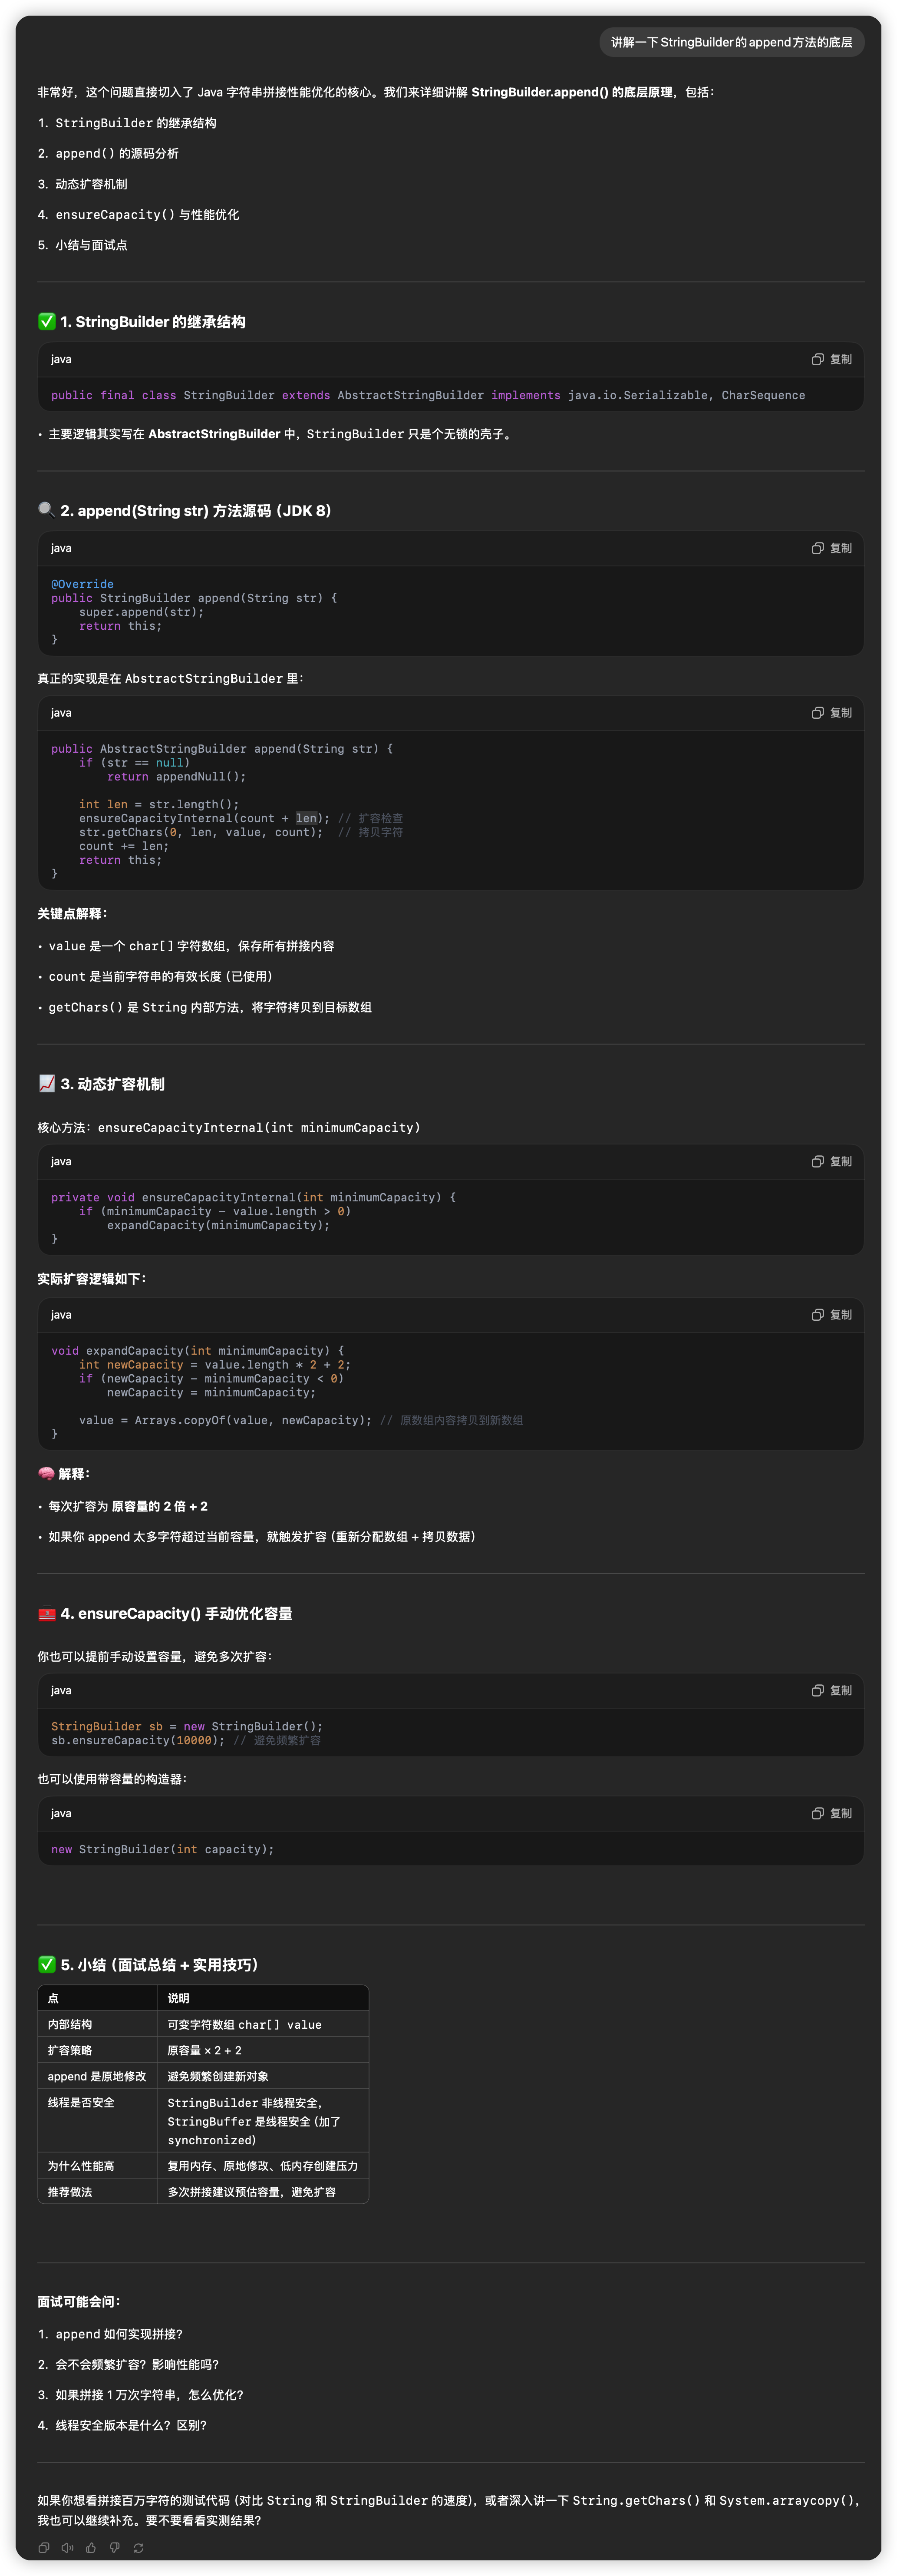 讲解一下StringBuilder的append方法的底层
非常好，这个问题直接切入了 Java 字符串拼接性能优化的核心。我们来详细讲解 StringBuilder.append() 的底层原理，包括：
1. StringBuilder 的继承结构
2. append() 的源码分析
3. 动态扩容机制
4. ensureCapacity() 与性能优化
5. 小结与面试点
✅ 1. StringBuilder 的继承结构
java 复制
public final class StringBuilder extends AbstractStringBuilder implements java.io.Serializable, CharSequence
• 主要逻辑其实写在 AbstractStringBuilder 中，StringBuilder 只是个无锁的壳子。
🔍 2. append(String str) 方法源码（JDK 8）
java 复制
@Override
public StringBuilder append(String str) {
    super.append(str);
    return this;
}
真正的实现是在 AbstractStringBuilder 里：
java 复制
public AbstractStringBuilder append(String str) {
    if (str == null)
        return appendNull();
    int len = str.length();
    ensureCapacityInternal(count + len); // 扩容检查
    str.getChars(0, len, value, count);  // 拷贝字符
    count += len;
    return this;
}
关键点解释：
• value 是一个 char[] 字符数组，保存所有拼接内容
• count 是当前字符串的有效长度（已使用）
• getChars() 是 String 内部方法，将字符拷贝到目标数组
📈 3. 动态扩容机制
核心方法：ensureCapacityInternal(int minimumCapacity)
java 复制
private void ensureCapacityInternal(int minimumCapacity) {
    if (minimumCapacity - value.length > 0)
        expandCapacity(minimumCapacity);
}
实际扩容逻辑如下：
java 复制
void expandCapacity(int minimumCapacity) {
    int newCapacity = value.length * 2 + 2;
    if (newCapacity - minimumCapacity < 0)
        newCapacity = minimumCapacity;
    value = Arrays.copyOf(value, newCapacity); // 原数组内容拷贝到新数组
}
🧠 解释：
• 每次扩容为 原容量的 2 倍 + 2
• 如果你 append 太多字符超过当前容量，就触发扩容（重新分配数组 + 拷贝数据）
🧰 4. ensureCapacity() 手动优化容量
你也可以提前手动设置容量，避免多次扩容：
java 复制
StringBuilder sb = new StringBuilder();
sb.ensureCapacity(10000); // 避免频繁扩容
也可以使用带容量的构造器：
java 复制
new StringBuilder(int capacity);
✅ 5. 小结（面试总结 + 实用技巧）
点 说明
内部结构 可变字符数组 char[] value
扩容策略 原容量 × 2 + 2
append 是原地修改 避免频繁创建新对象
线程是否安全 StringBuilder 非线程安全，
StringBuffer 是线程安全（加了
synchronized）
为什么性能高 复用内存、原地修改、低内存创建压力
推荐做法 多次拼接建议预估容量，避免扩容
面试可能会问：
1. append 如何实现拼接？
2. 会不会频繁扩容？影响性能吗？
3. 如果拼接 1 万次字符串，怎么优化？
4. 线程安全版本是什么？区别？
如果你想看拼接百万字符的测试代码（对比 String 和 StringBuilder 的速度），或者深入讲一下 String.getChars() 和 System.arraycopy()，
我也可以继续补充。要不要看看实测结果？